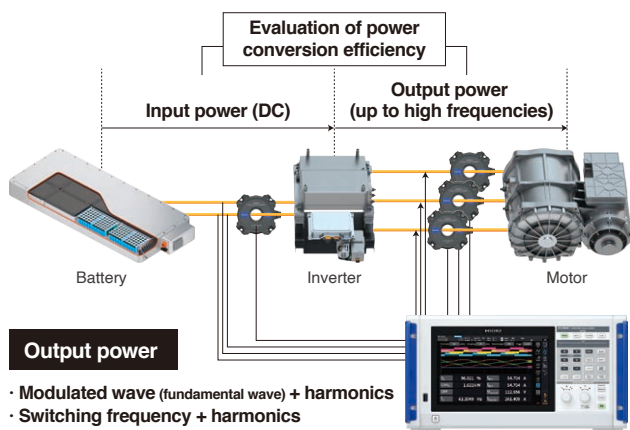 Evaluation of power
conversion efficiency
Input power (DC)
Output power
(up to high frequencies)
Battery
Inverter
Motor
HIOKI
Output power
· Modulated wave (fundamental wave) + harmonics
· Switching frequency + harmonics